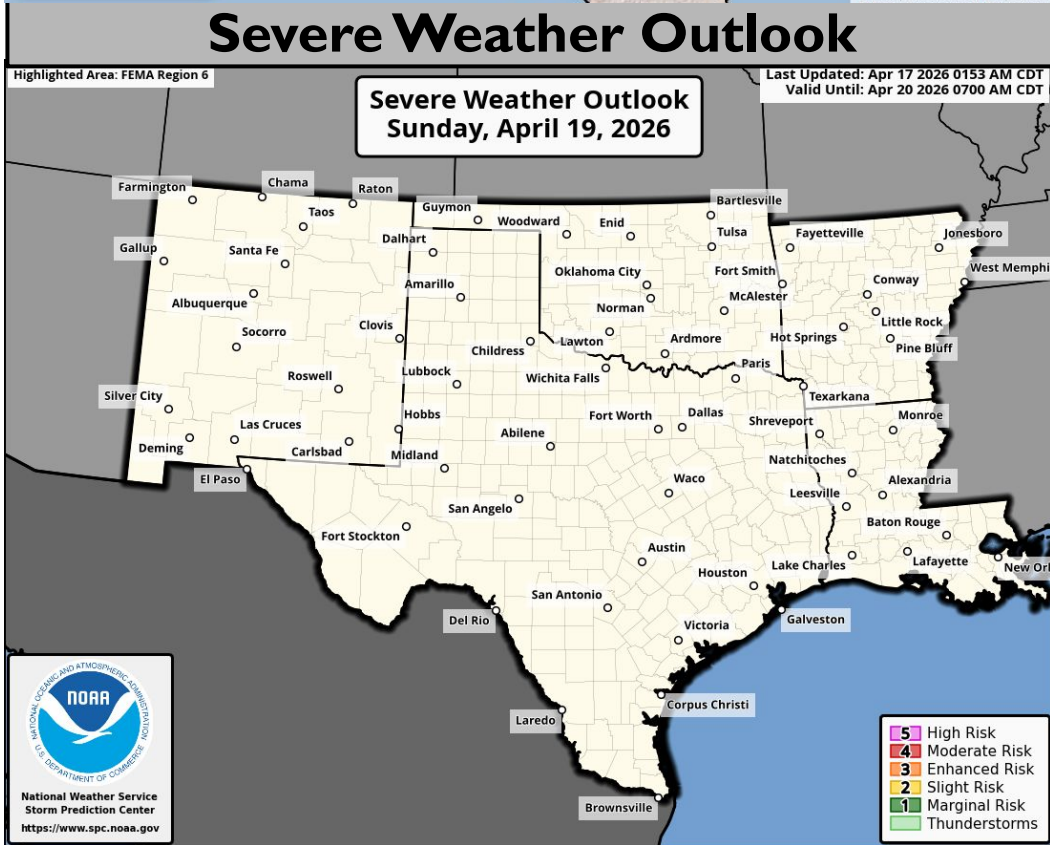 Severe Weather Outlook
Highlighted Area: FEMA Region 6
Last Updated: Apr 17 2026 0153 AM CDT
Valid Until: Apr 20 2026 0700 AM CDT
Severe Weather Outlook
Sunday, April 19, 2026
Farmington
Chama
Raton
Taos
Guymon
Woodward
Enid
Bartlesville
Tulsa
Fayetteville
Jonesboro
Gallup
Santa Fe
Dalhart
Oklahoma City
Fort Smith
Conway
West Memphi
Albuquerque
Amarillo
Norman
McAlester
Little Rock
Socorro
Clovis
Childress
Lawton
Ardmore
Hot Springs
Pine Bluff
Roswell
Lubbock
Wichita Falls
Paris
Texarkana
Silver City
Hobbs
Fort Worth
Dallas
Shreveport
Monroe
Las Cruces
Abilene
Deming
Carlsbad
Midland
Natchitoches
El Paso
Waco
Leesville
Alexandria
San Angelo
Fort Stockton
Baton Rouge
Austin
Houston
Lake Charles
Lafayette
New Orl
San Antonio
Del Rio
Victoria
Galveston
Laredo
Corpus Christi
Brownsville
NATIONAL OCEANIC AND ATMOSPHERIC ADMINISTRATION
NOAA
U.S. DEPARTMENT OF COMMERCE
National Weather Service
Storm Prediction Center
https://www.spc.noaa.gov
5 High Risk
4 Moderate Risk
3 Enhanced Risk
2 Slight Risk
1 Marginal Risk
Thunderstorms